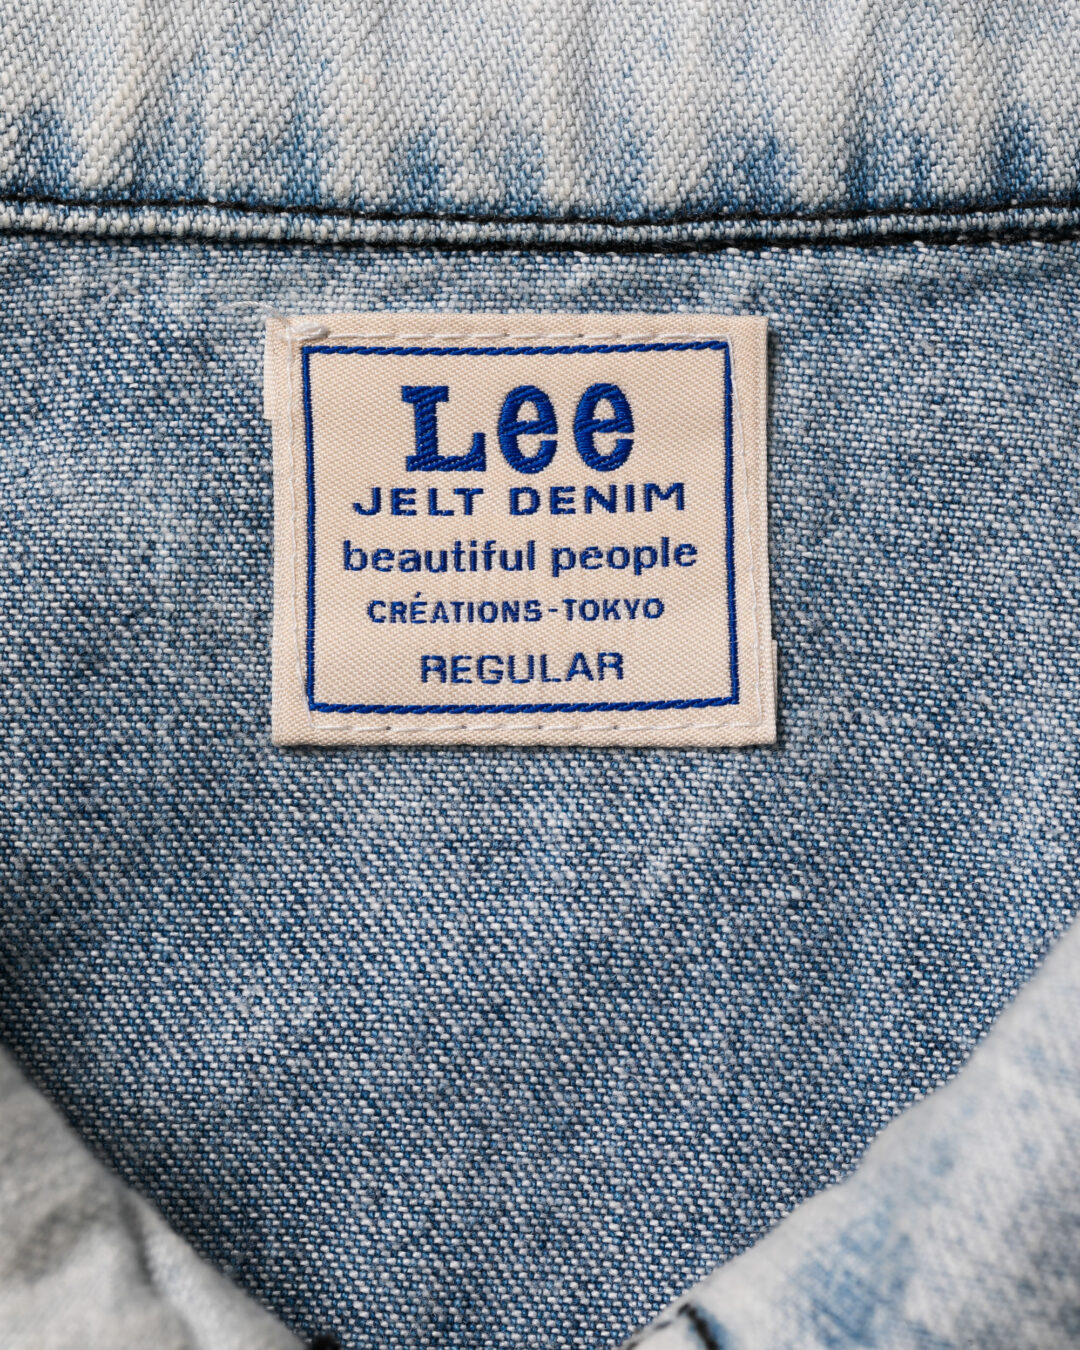 Lee
JELT DENIM
beautiful people
CRÉATIONS-TOKYO
REGULAR